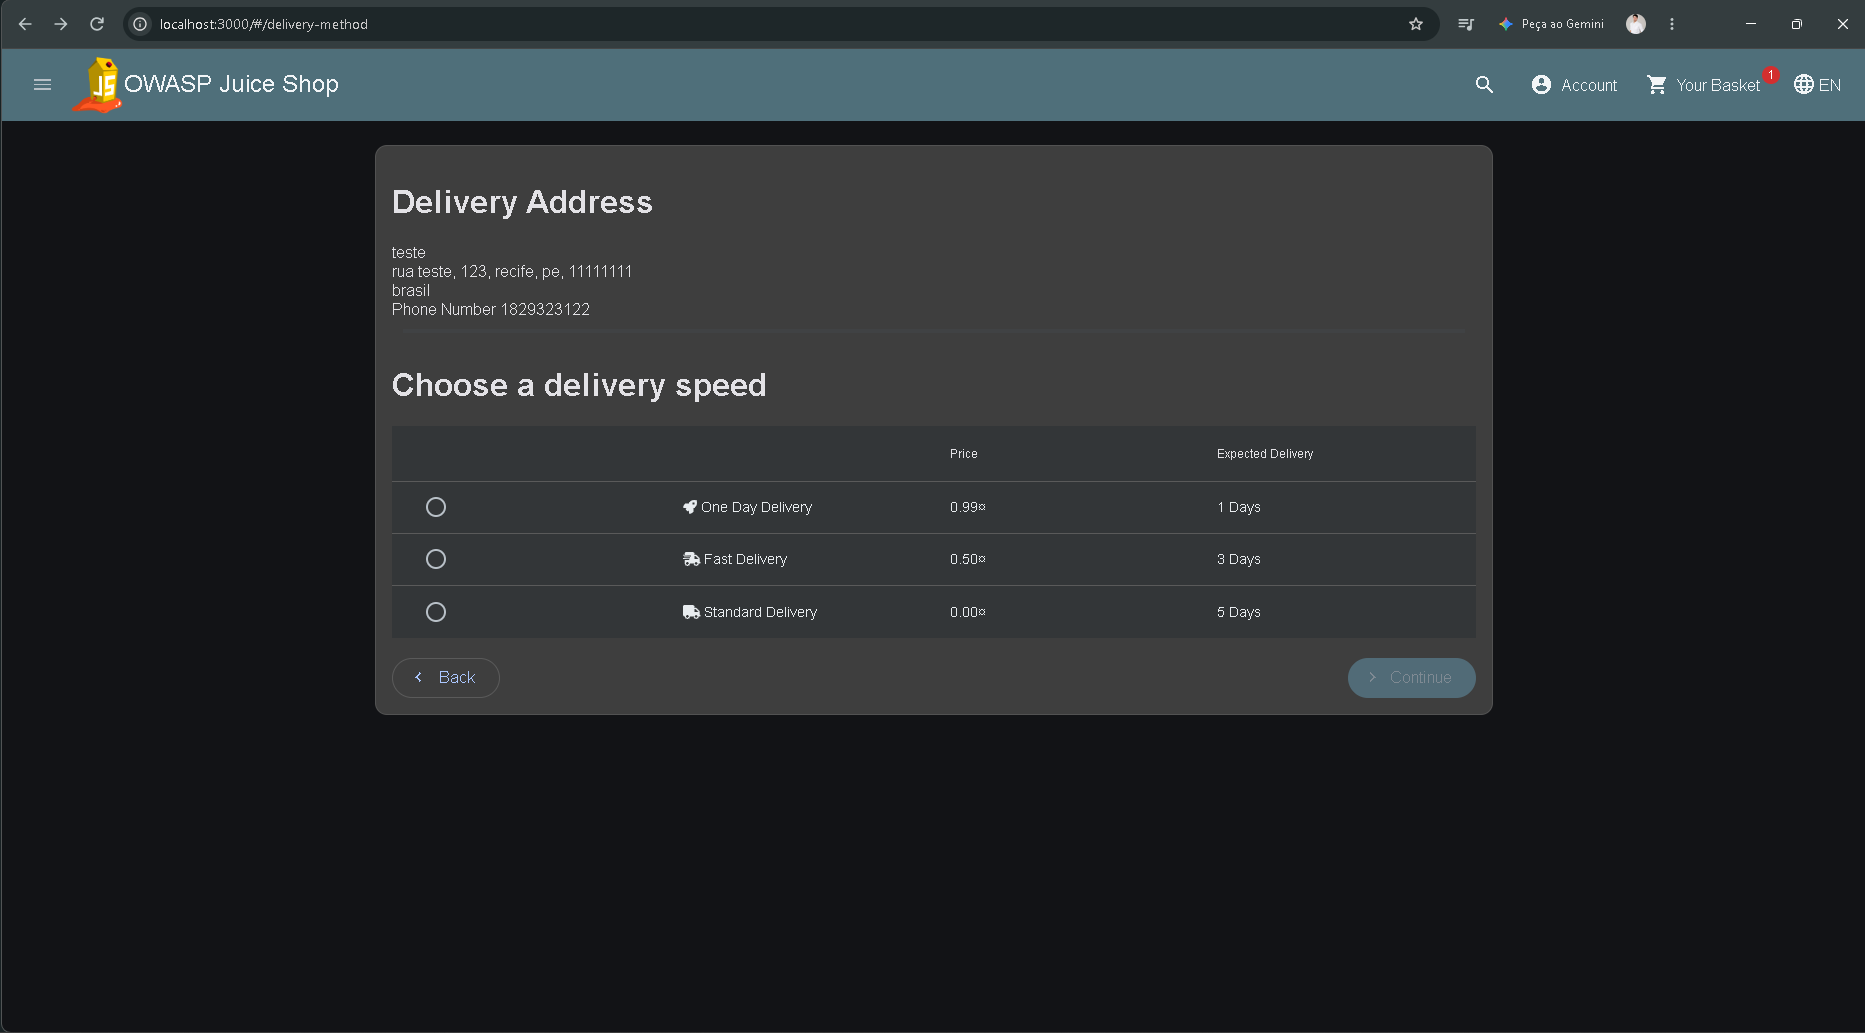 localhost:3000/#/delivery-method
Peça ao Gemini
JS
OWASP Juice Shop
Account
Your Basket
1
EN
Delivery Address
teste
rua teste, 123, recife, pe, 11111111
brasil
Phone Number 1829323122
Choose a delivery speed
Price Expected Delivery
One Day Delivery 0.99¤ 1 Days
Fast Delivery 0.50¤ 3 Days
Standard Delivery 0.00¤ 5 Days
Back
Continue